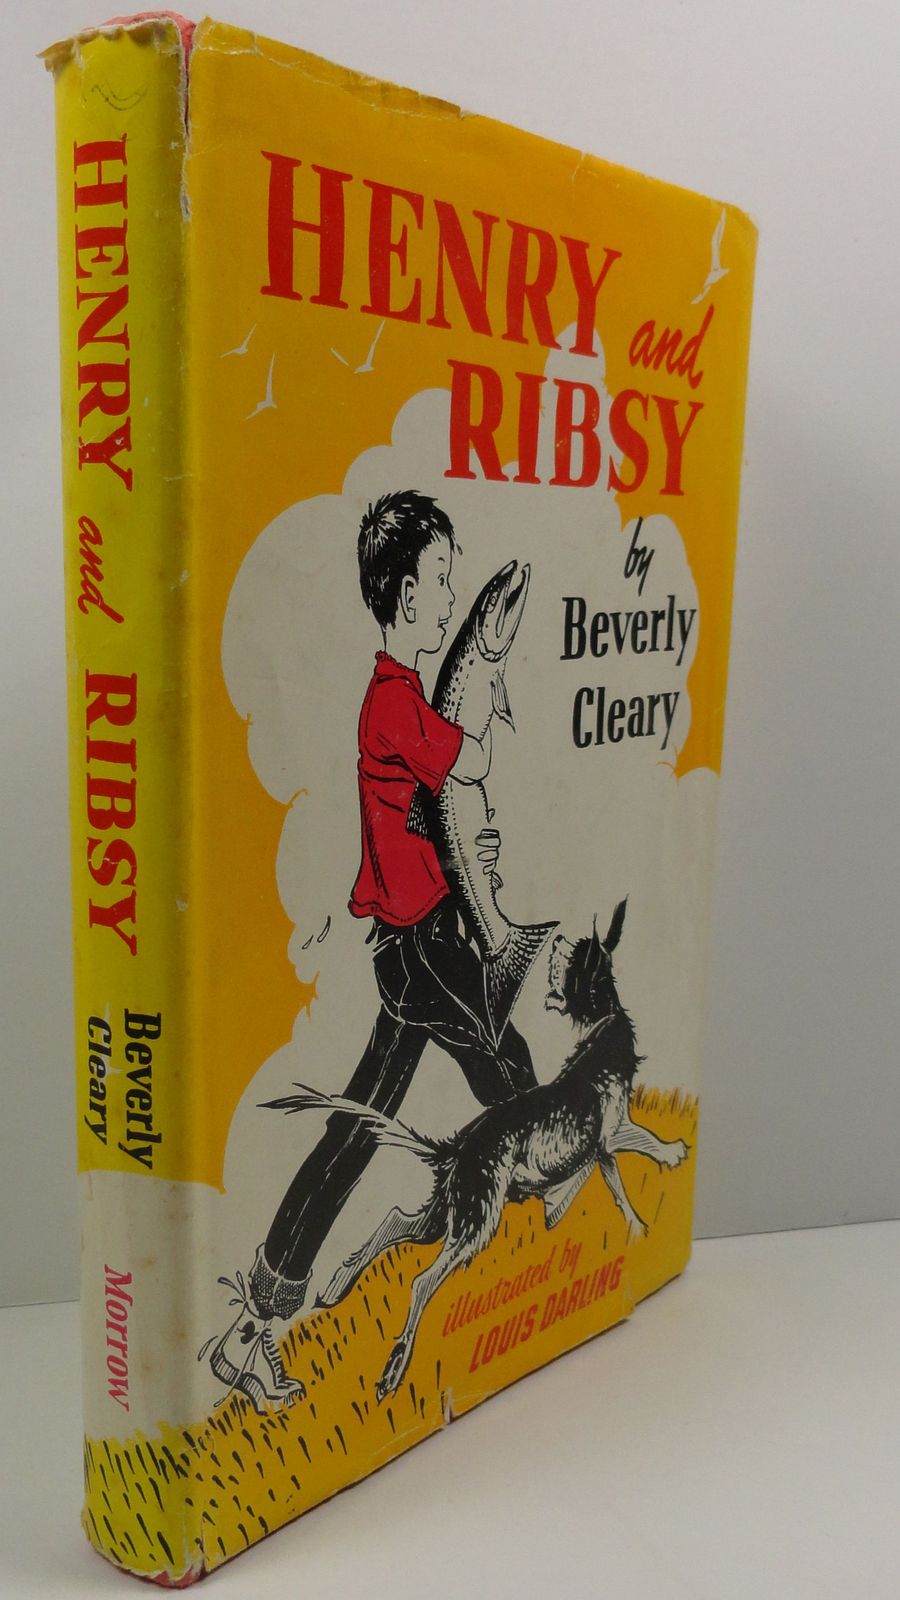 HENRY and RIBSY
Beverly
Cleary
Morrow
HENRY and
RIBSY
by
Beverly
Cleary
illustrated by
LOUIS DARLING